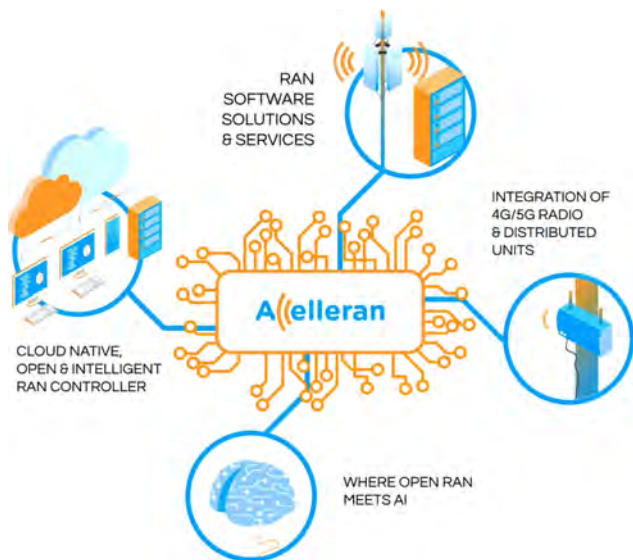 RAN
SOFTWARE
SOLUTIONS
& SERVICES
INTEGRATION OF
4G/5G RADIO
& DISTRIBUTED
UNITS
Accelleran
CLOUD NATIVE,
OPEN & INTELLIGENT
RAN CONTROLLER
WHERE OPEN RAN
MEETS AI